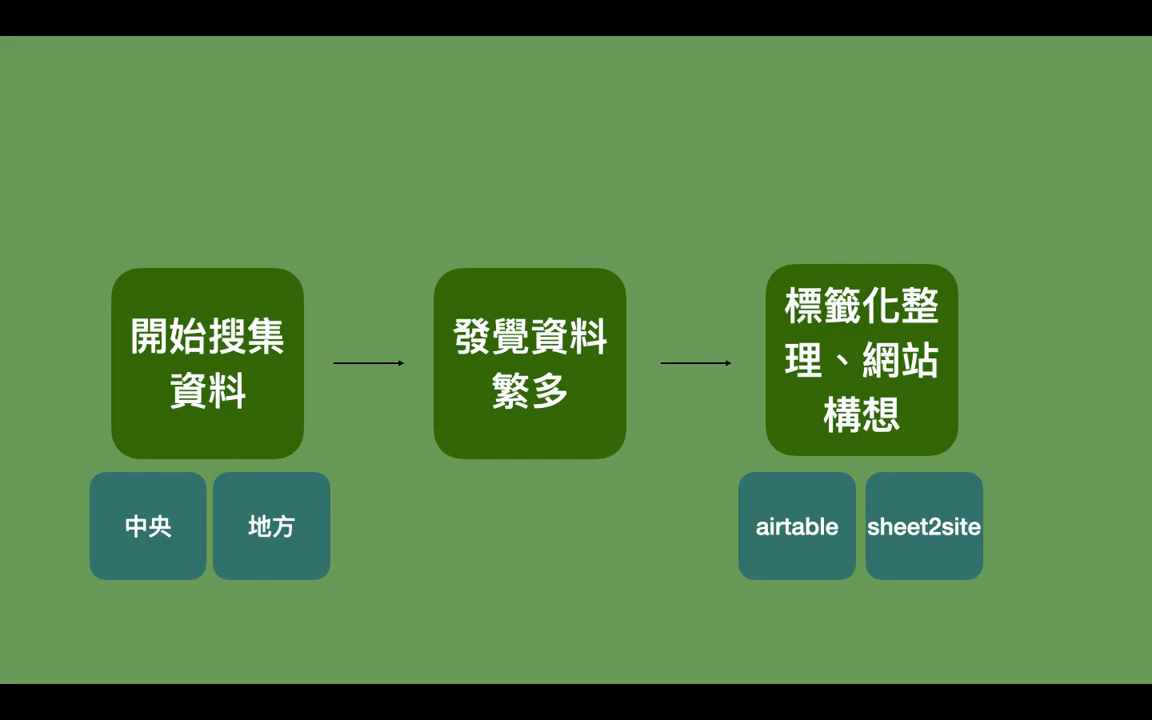 開始搜集
資料
發覺資料
繁多
標籤化整
理、網站
構想
中央
地方
airtable
sheet2site